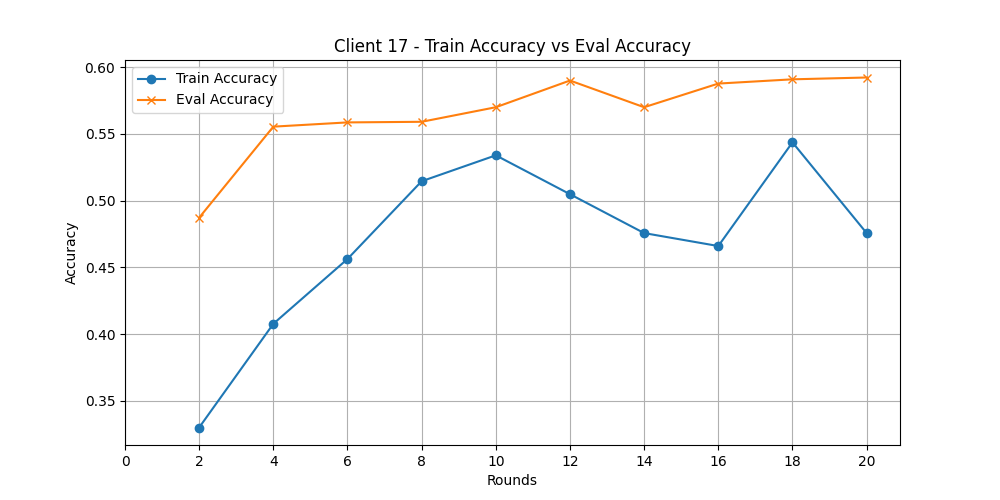 Client 17 - Train Accuracy vs Eval Accuracy
Train Accuracy
Eval Accuracy
0.60
0.55
0.50
0.45
0.40
0.35
Accuracy
0 2 4 6 8 10 12 14 16 18 20
Rounds